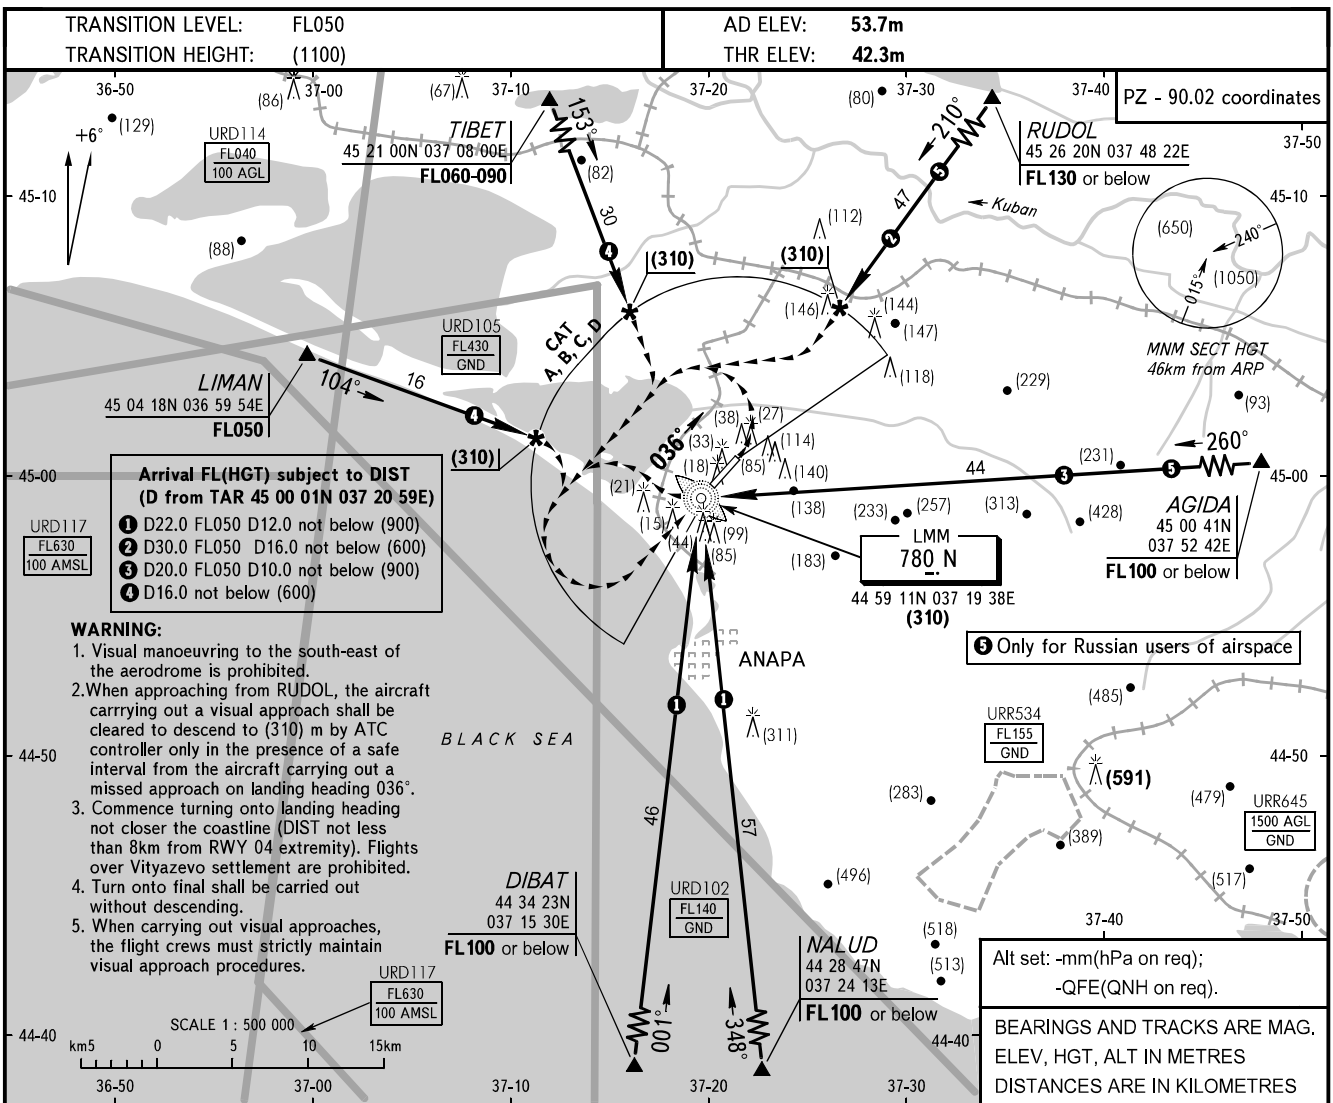 TRANSITION LEVEL: FL050
TRANSITION HEIGHT: (1100)
AD ELEV: 53.7m
THR ELEV: 42.3m
36-50 37-00 37-10 37-20 37-30 37-40
PZ - 90.02 coordinates
37-50
(86)
(67)
(80)
+6°
(129)
URD114
FL040
100 AGL
TIBET
45 21 00N 037 08 00E
FL060-090
153°
(82)
30
4
210°
5
47
2
RUDOL
45 26 20N 037 48 22E
FL130 or below
45-10
45-10
Kuban
(88)
(112)
(310)
(310)
(650)
240°
(1050)
015°
MNM SECT HGT
46km from ARP
(146)
(144)
(147)
(118)
URD105
FL430
GND
CAT
A, B, C, D
LIMAN
45 04 18N 036 59 54E
FL050
104°
16
4
(310)
(229)
(93)
036°
(38)
(27)
(33)
(114)
(18)
(85)
(140)
(21)
(15)
(44)
(99)
(85)
(138)
44
3
(231)
5
260°
45-00
45-00
AGIDA
45 00 41N
037 52 42E
FL100 or below
(233)
(257)
(313)
(428)
(183)
LMM
780 N
44 59 11N 037 19 38E
(310)
Arrival FL(HGT) subject to DIST
(D from TAR 45 00 01N 037 20 59E)
1 D22.0 FL050 D12.0 not below (900)
2 D30.0 FL050 D16.0 not below (600)
3 D20.0 FL050 D10.0 not below (900)
4 D16.0 not below (600)
URD117
FL630
100 AMSL
5 Only for Russian users of airspace
WARNING:
1. Visual manoeuvring to the south-east of
the aerodrome is prohibited.
2.When approaching from RUDOL, the aircraft
carrrying out a visual approach shall be
cleared to descend to (310) m by ATC
controller only in the presence of a safe
interval from the aircraft carrying out a
missed approach on landing heading 036°.
3. Commence turning onto landing heading
not closer the coastline (DIST not less
than 8km from RWY 04 extremity). Flights
over Vityazevo settlement are prohibited.
4. Turn onto final shall be carried out
without descending.
5. When carrying out visual approaches,
the flight crews must strictly maintain
visual approach procedures.
ANAPA
BLACK SEA
1
1
(311)
(485)
URR534
FL155
GND
44-50
44-50
(591)
(283)
(479)
URR645
1500 AGL
GND
(389)
(517)
(496)
46
57
DIBAT
44 34 23N
037 15 30E
FL100 or below
URD102
FL140
GND
NALUD
44 28 47N
037 24 13E
FL100 or below
(518)
(513)
37-40
37-50
URD117
FL630
100 AMSL
001°
348°
44-40
44-40
SCALE 1 : 500 000
km5 0 5 10 15km
36-50 37-00 37-10 37-20 37-30
Alt set: -mm(hPa on req);
-QFE(QNH on req).
BEARINGS AND TRACKS ARE MAG.
ELEV, HGT, ALT IN METRES
DISTANCES ARE IN KILOMETRES